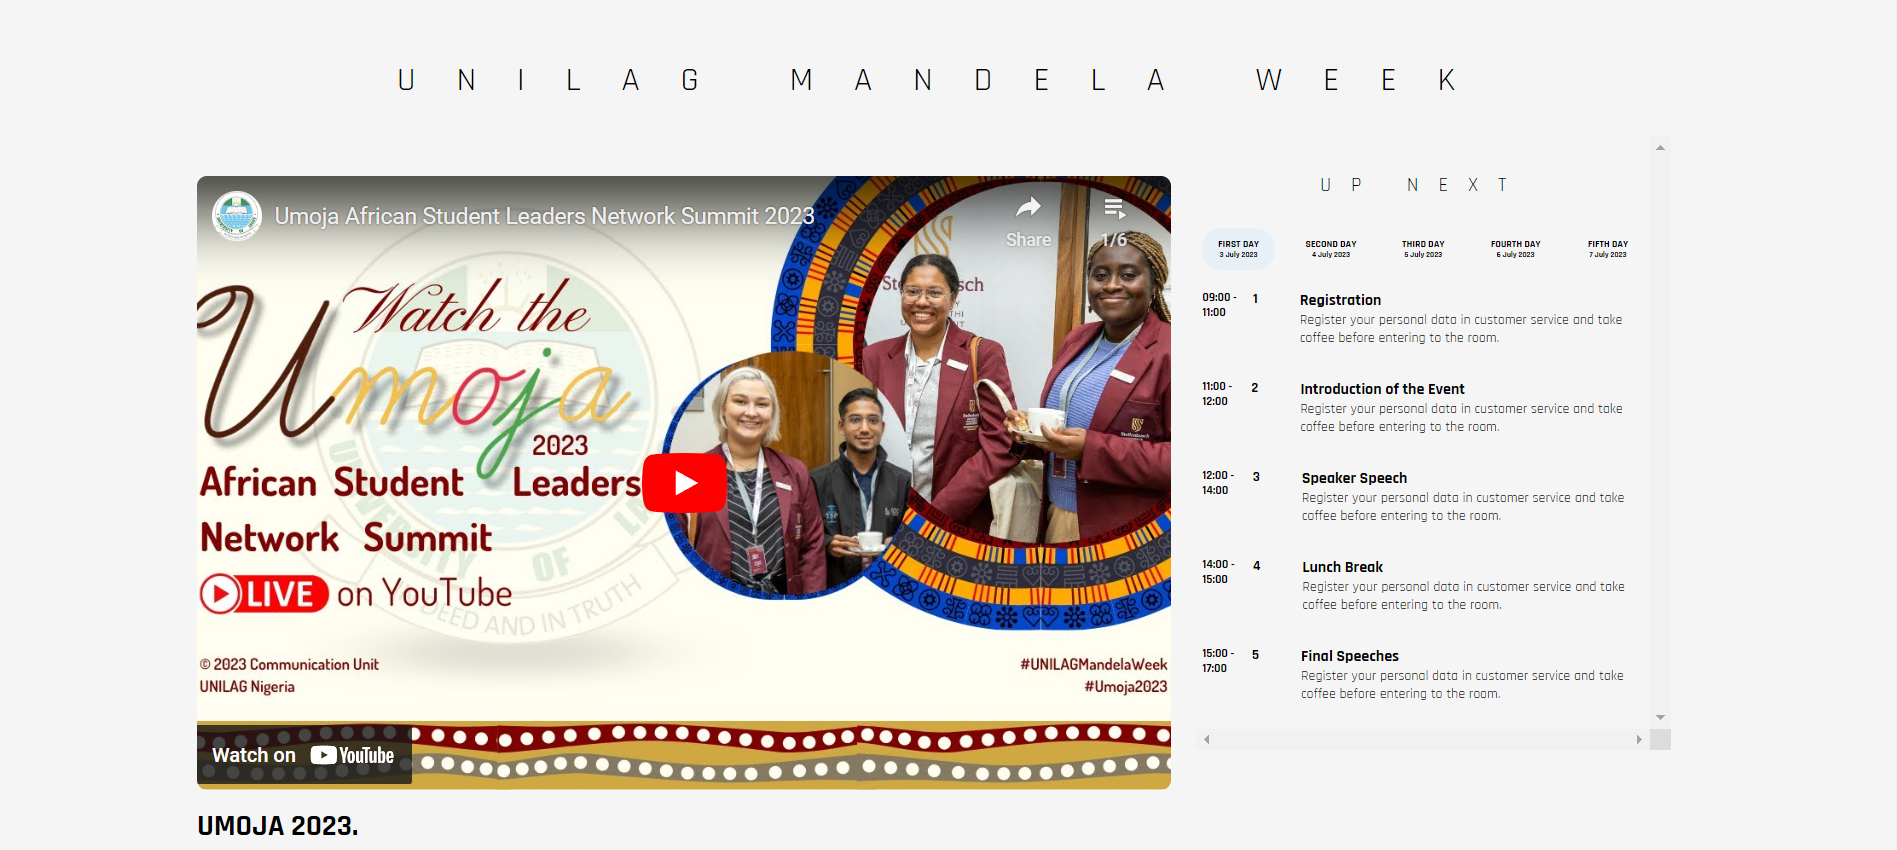 UNILAG MANDELA WEEK
Umoja African Student Leaders Network Summit 2023
Share
1/6
Watch the
Umoja
2023
African Student Leaders
Network Summit
LIVE on YouTube
DEED AND IN TRUTH
© 2023 Communication Unit
UNILAG Nigeria
#UNILAGMandelaWeek
#Umoja2023
Watch on YouTube
UMOJA 2023.
UP NEXT
FIRST DAY
3 July 2023
SECOND DAY
4 July 2023
THIRD DAY
5 July 2023
FOURTH DAY
6 July 2023
FIFTH DAY
7 July 2023
09:00 - 1 Registration
11:00
Register your personal data in customer service and take
coffee before entering to the room.
11:00 - 2 Introduction of the Event
12:00
Register your personal data in customer service and take
coffee before entering to the room.
12:00 - 3 Speaker Speech
14:00
Register your personal data in customer service and take
coffee before entering to the room.
14:00 - 4 Lunch Break
15:00
Register your personal data in customer service and take
coffee before entering to the room.
15:00 - 5 Final Speeches
17:00
Register your personal data in customer service and take
coffee before entering to the room.